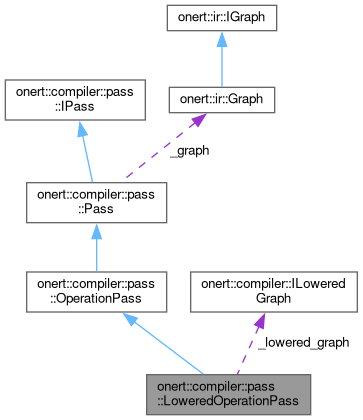 onert::ir::IGraph
onert::compiler::pass
::IPass
onert::ir::Graph
_graph
onert::compiler::pass
::Pass
onert::compiler::pass
::OperationPass
onert::compiler::ILowered
Graph
_lowered_graph
onert::compiler::pass
::LoweredOperationPass